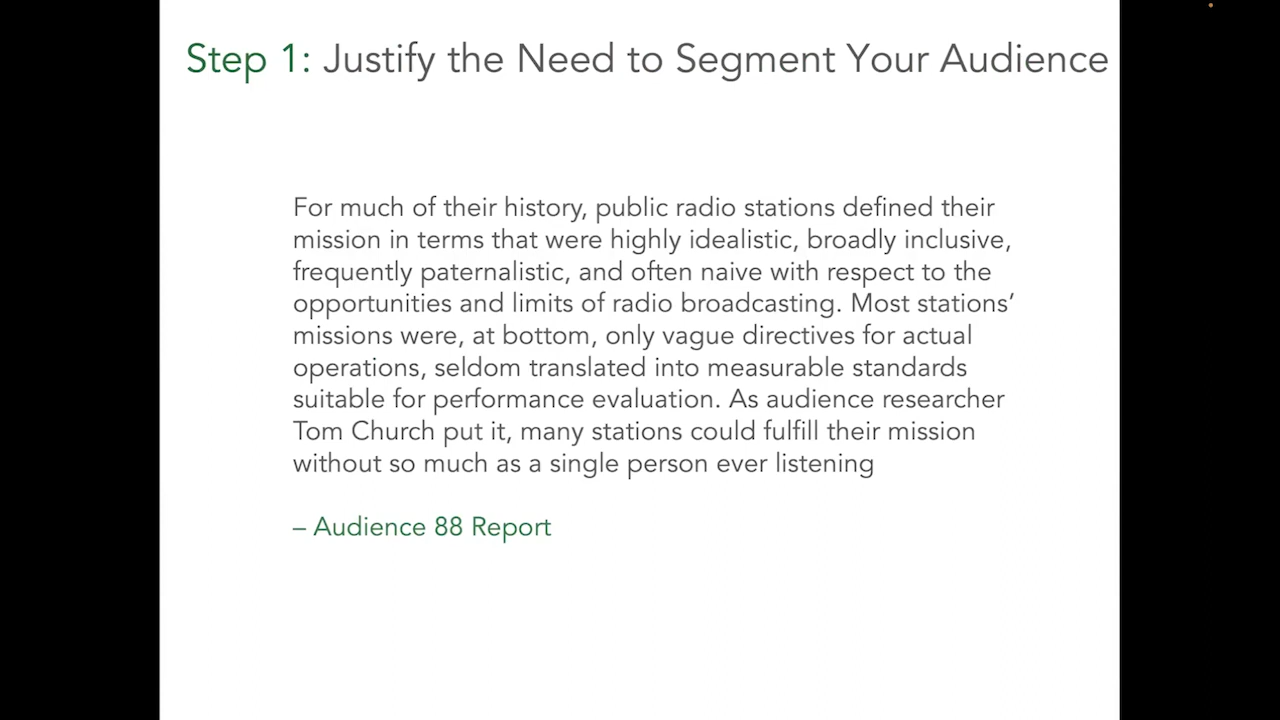 Step 1: Justify the Need to Segment Your Audience
For much of their history, public radio stations defined their
mission in terms that were highly idealistic, broadly inclusive,
frequently paternalistic, and often naive with respect to the
opportunities and limits of radio broadcasting. Most stations’
missions were, at bottom, only vague directives for actual
operations, seldom translated into measurable standards
suitable for performance evaluation. As audience researcher
Tom Church put it, many stations could fulfill their mission
without so much as a single person ever listening
– Audience 88 Report